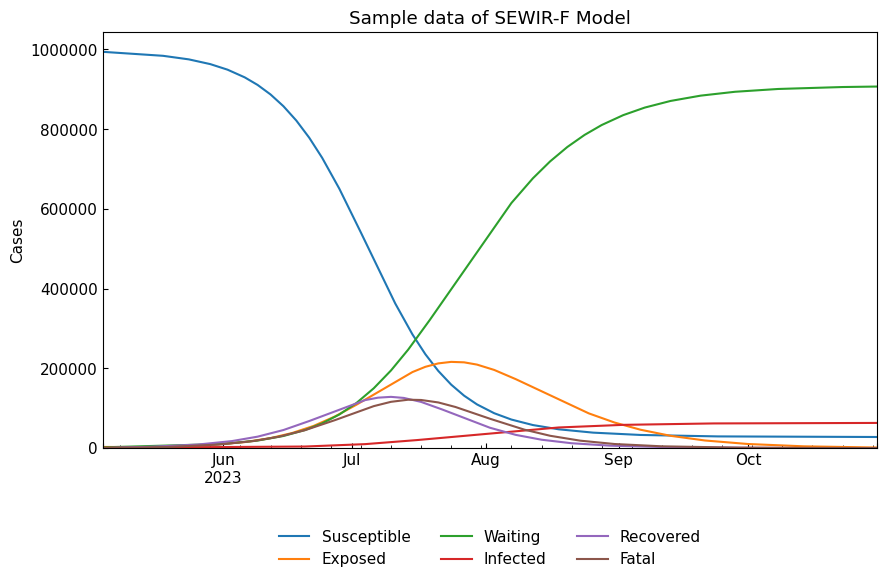 Sample data of SEWIR-F Model
Cases
1000000
800000
600000
400000
200000
0
Jun Jul Aug Sep Oct
2023
Susceptible Waiting Recovered
Exposed Infected Fatal